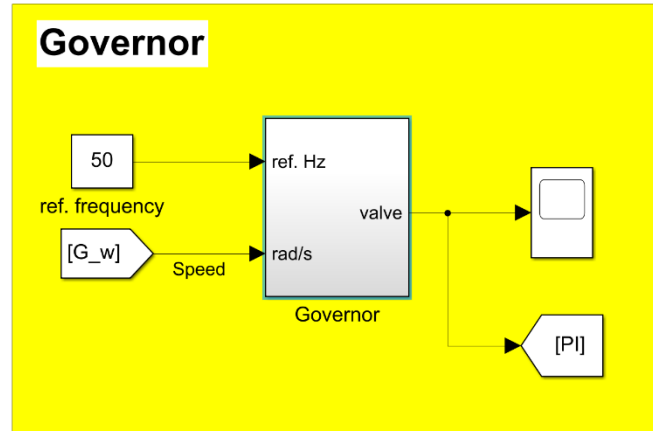 Governor
50
ref. frequency
[G_w]
Speed
ref. Hz
rad/s
valve
Governor
[PI]